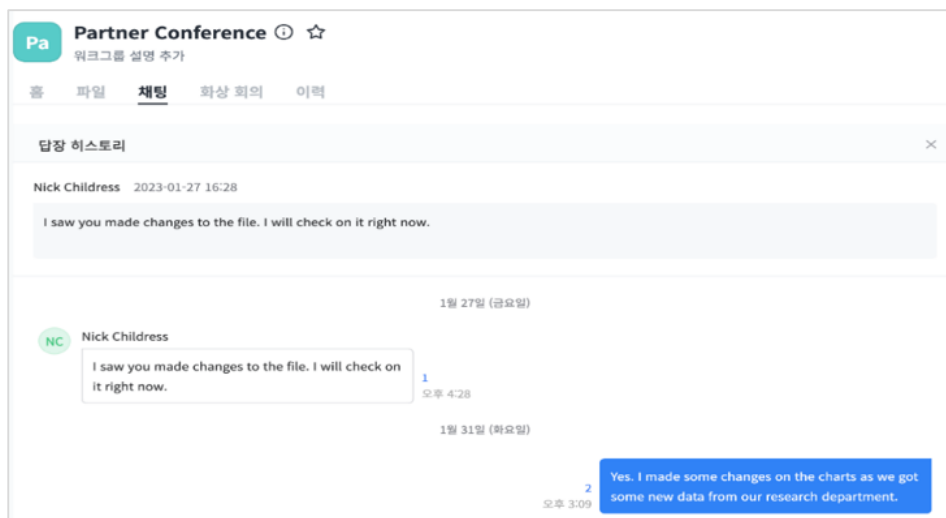 Pa
Partner Conference
워크그룹 설명 추가
홈 파일 채팅 화상 회의 이력
답장 히스토리
Nick Childress 2023-01-27 16:28
I saw you made changes to the file. I will check on it right now.
1월 27일 (금요일)
NC
Nick Childress
I saw you made changes to the file. I will check on
it right now.
1
오후 4:28
1월 31일 (화요일)
Yes. I made some changes on the charts as we got
some new data from our research department.
2
오후 3:09